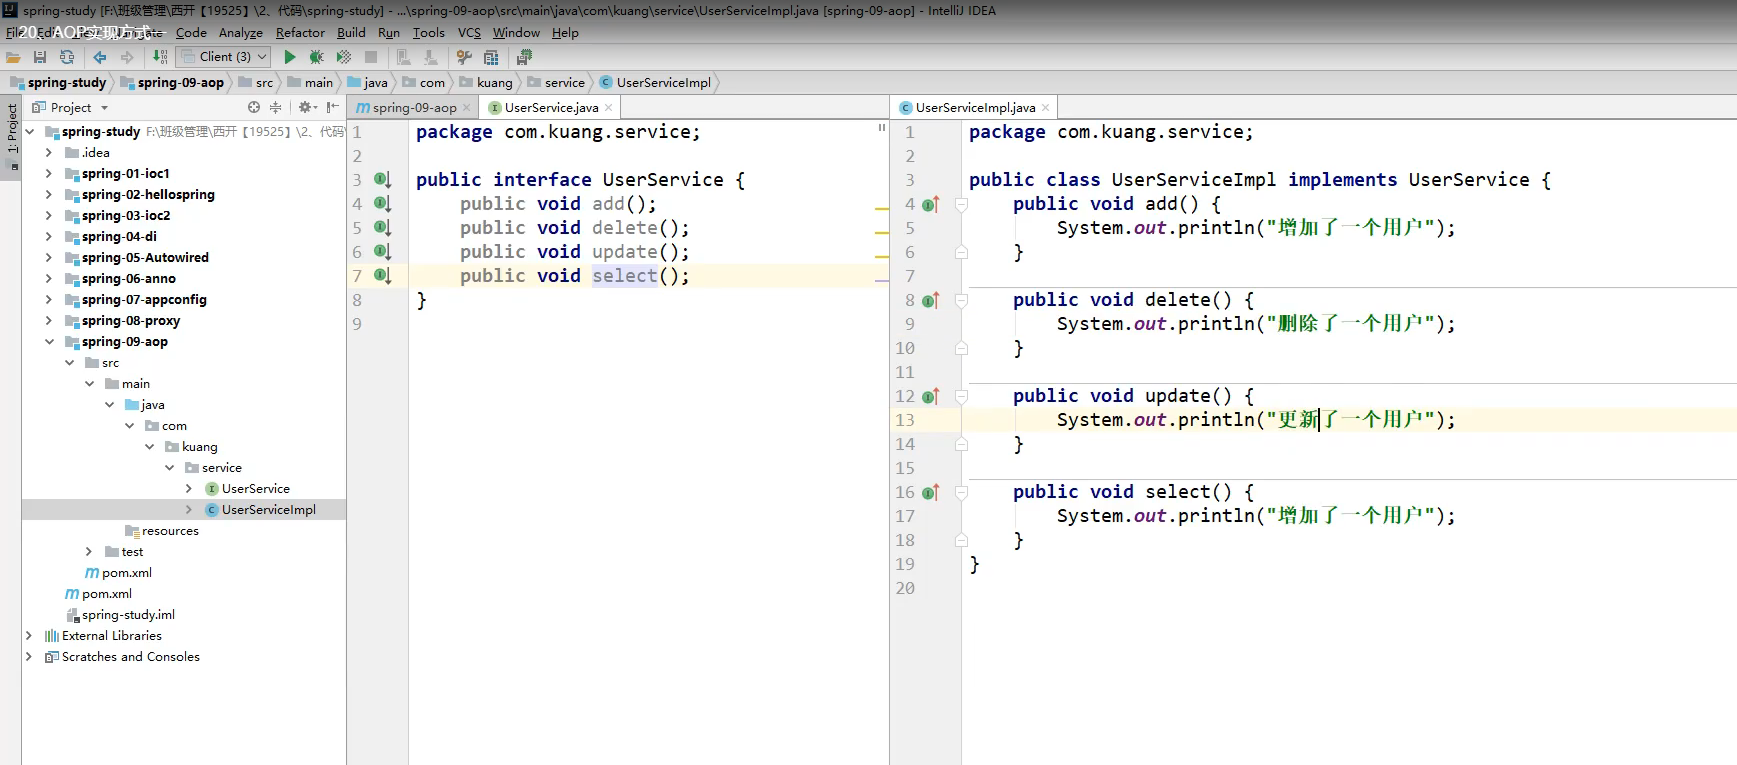 spring-study [F:\班级管理\西开【19525】\2、代码\spring-study] - ...\spring-09-aop\src\main\java\com\kuang\service\UserServiceImpl.java [spring-09-aop] - IntelliJ IDEA
20、AOP实现方式一
Code Analyze Refactor Build Run Tools VCS Window Help
Client (3)
spring-study spring-09-aop src main java com kuang service UserServiceImpl
1: Project
Project
spring-study F:\班级管理\西开【19525】\2、代码\
.idea
spring-01-ioc1
spring-02-hellospring
spring-03-ioc2
spring-04-di
spring-05-Autowired
spring-06-anno
spring-07-appconfig
spring-08-proxy
spring-09-aop
src
main
java
com
kuang
service
UserService
UserServiceImpl
resources
test
pom.xml
pom.xml
spring-study.iml
External Libraries
Scratches and Consoles
spring-09-aop UserService.java
1 package com.kuang.service;
2
3 public interface UserService {
4 public void add();
5 public void delete();
6 public void update();
7 public void select();
8 }
9
UserServiceImpl.java
1 package com.kuang.service;
2
3 public class UserServiceImpl implements UserService {
4 public void add() {
5 System.out.println("增加了一个用户");
6 }
7
8 public void delete() {
9 System.out.println("删除了一个用户");
10 }
11
12 public void update() {
13 System.out.println("更新了一个用户");
14 }
15
16 public void select() {
17 System.out.println("增加了一个用户");
18 }
19 }
20